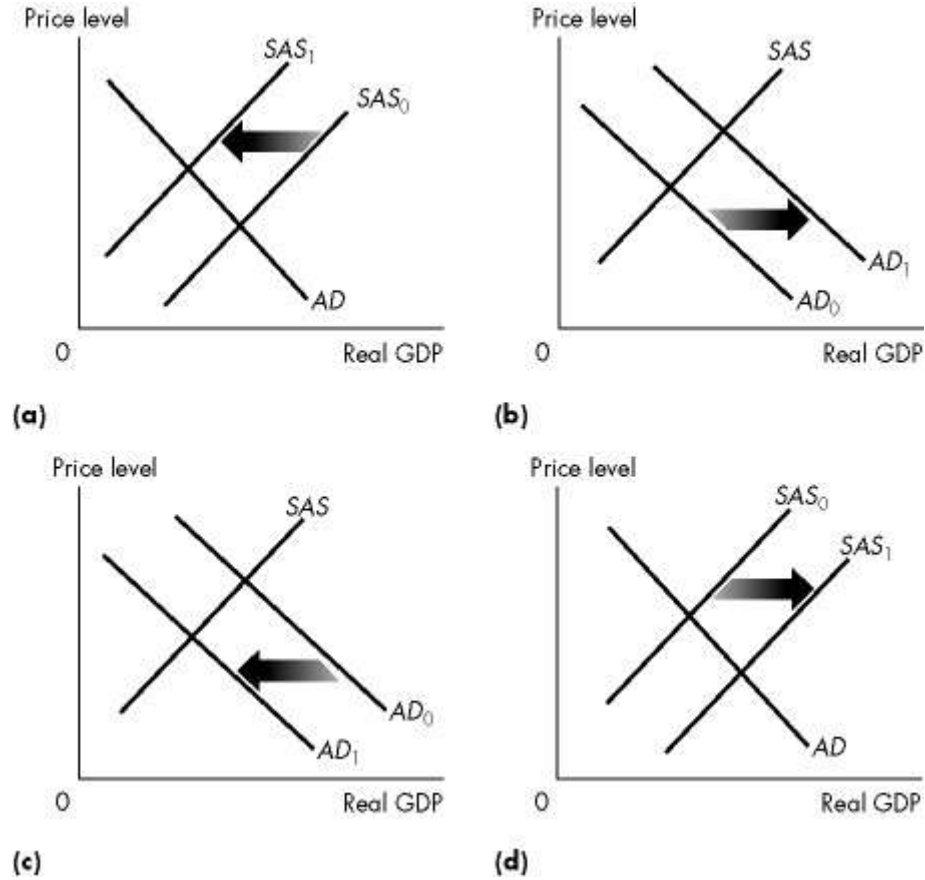 Price level
SAS₁
SAS₀
AD
0
Real GDP
(a)
Price level
SAS
AD₁
AD₀
0
Real GDP
(b)
Price level
SAS
AD₀
AD₁
0
Real GDP
(c)
Price level
SAS₀
SAS₁
AD
0
Real GDP
(d)